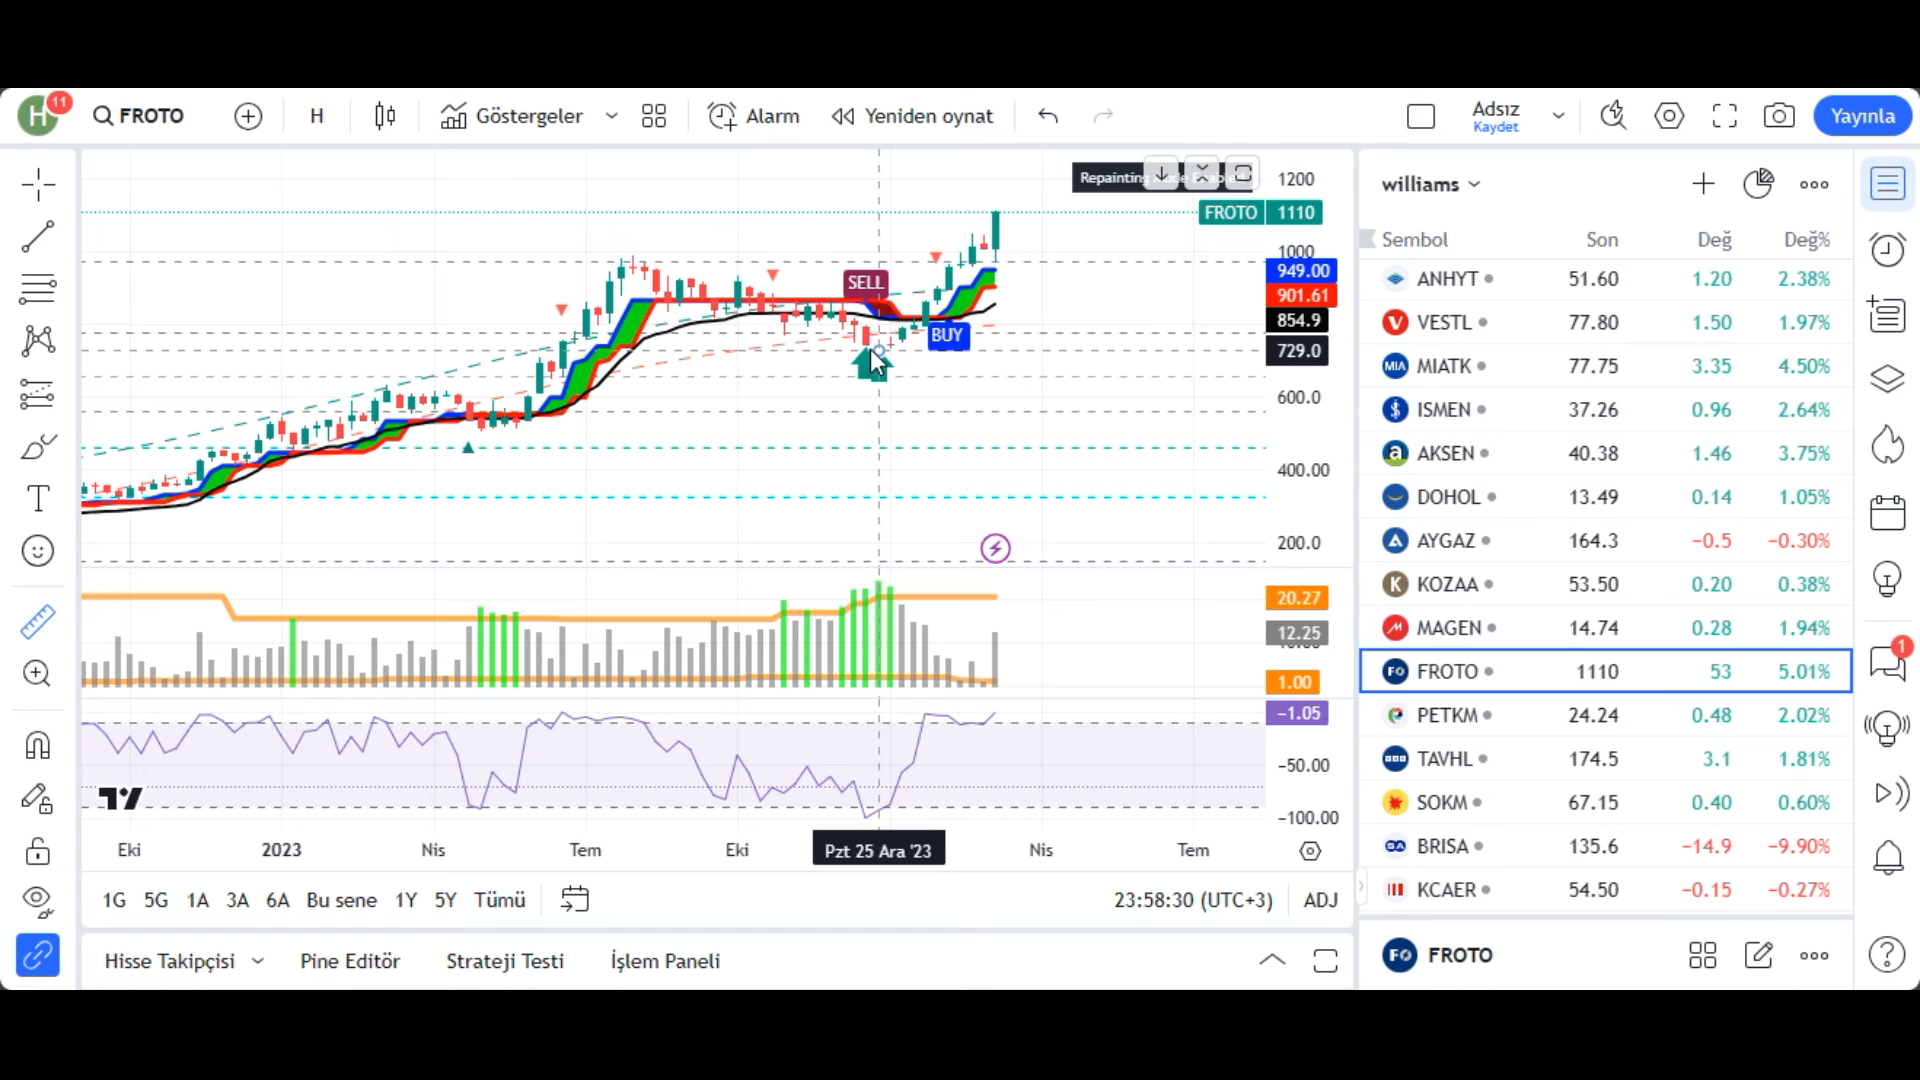 H 11 FROTO H Göstergeler Alarm Yeniden oynat Adsız Kaydet Yayınla
Repainting
1200
FROTO 1110
1000
949.00
901.61
854.9
729.0
600.0
400.00
200.0
SELL
BUY
20.27
12.25
1.00
−1.05
−50.00
−100.00
Eki 2023 Nis Tem Eki Pzt 25 Ara '23 Nis Tem
1G 5G 1A 3A 6A Bu sene 1Y 5Y Tümü 23:58:30 (UTC+3) ADJ
Hisse Takipçisi Pine Editör Strateji Testi İşlem Paneli
williams
Sembol Son Değ Değ%
ANHYT 51.60 1.20 2.38%
VESTL 77.80 1.50 1.97%
MIA MIATK 77.75 3.35 4.50%
ISMEN 37.26 0.96 2.64%
a AKSEN 40.38 1.46 3.75%
DOHOL 13.49 0.14 1.05%
AYGAZ 164.3 −0.5 −0.30%
K KOZAA 53.50 0.20 0.38%
MAGEN 14.74 0.28 1.94%
FO FROTO 1110 53 5.01%
PETKM 24.24 0.48 2.02%
TAVHL 174.5 3.1 1.81%
SOKM 67.15 0.40 0.60%
BRISA 135.6 −14.9 −9.90%
KCAER 54.50 −0.15 −0.27%
FO FROTO
1